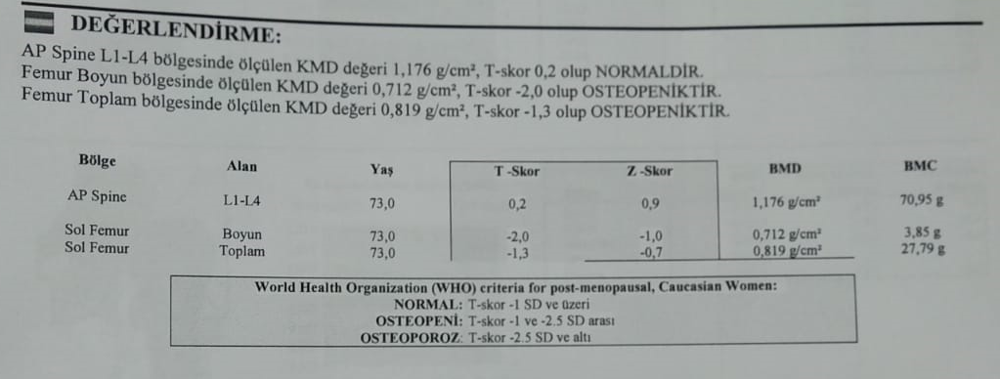 DEĞERLENDİRME:
AP Spine L1-L4 bölgesinde ölçülen KMD değeri 1,176 g/cm², T-skor 0,2 olup NORMALDİR.
Femur Boyun bölgesinde ölçülen KMD değeri 0,712 g/cm², T-skor -2,0 olup OSTEOPENİKTİR.
Femur Toplam bölgesinde ölçülen KMD değeri 0,819 g/cm², T-skor -1,3 olup OSTEOPENİKTİR.
Bölge Alan Yaş T -Skor Z -Skor BMD BMC
AP Spine L1-L4 73,0 0,2 0,9 1,176 g/cm² 70,95 g
Sol Femur Boyun 73,0 -2,0 -1,0 0,712 g/cm² 3,85 g
Sol Femur Toplam 73,0 -1,3 -0,7 0,819 g/cm² 27,79 g
World Health Organization (WHO) criteria for post-menopausal, Caucasian Women:
NORMAL: T-skor -1 SD ve üzeri
OSTEOPENİ: T-skor -1 ve -2.5 SD arası
OSTEOPOROZ: T-skor -2.5 SD ve altı